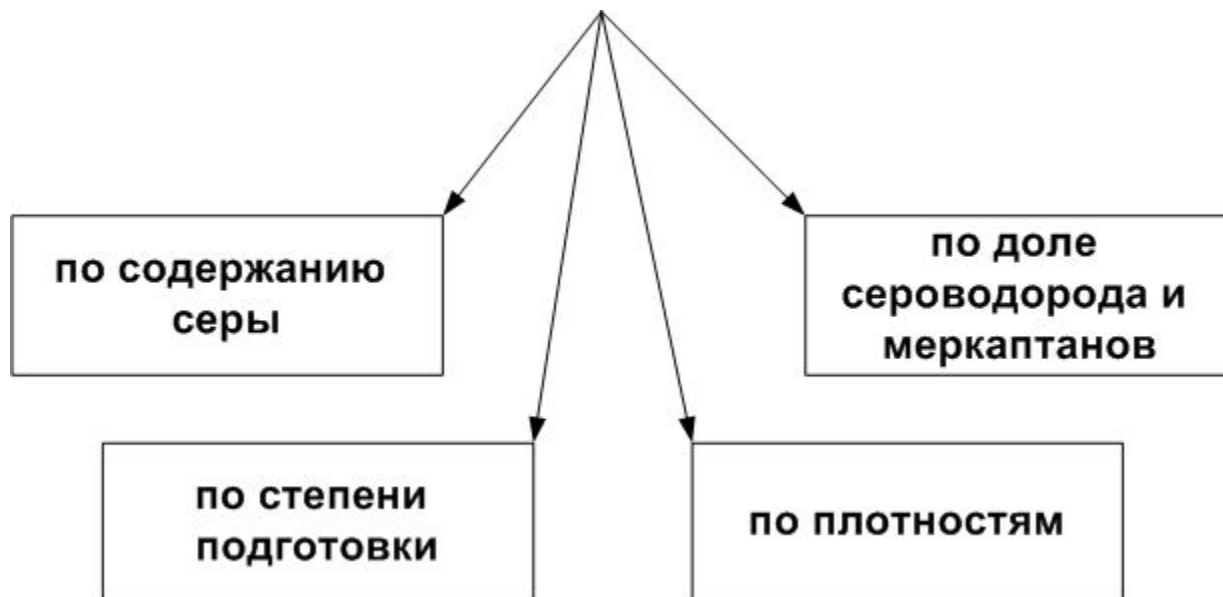 по содержанию
серы
по доле
сероводорода и
меркаптанов
по степени
подготовки
по плотностям